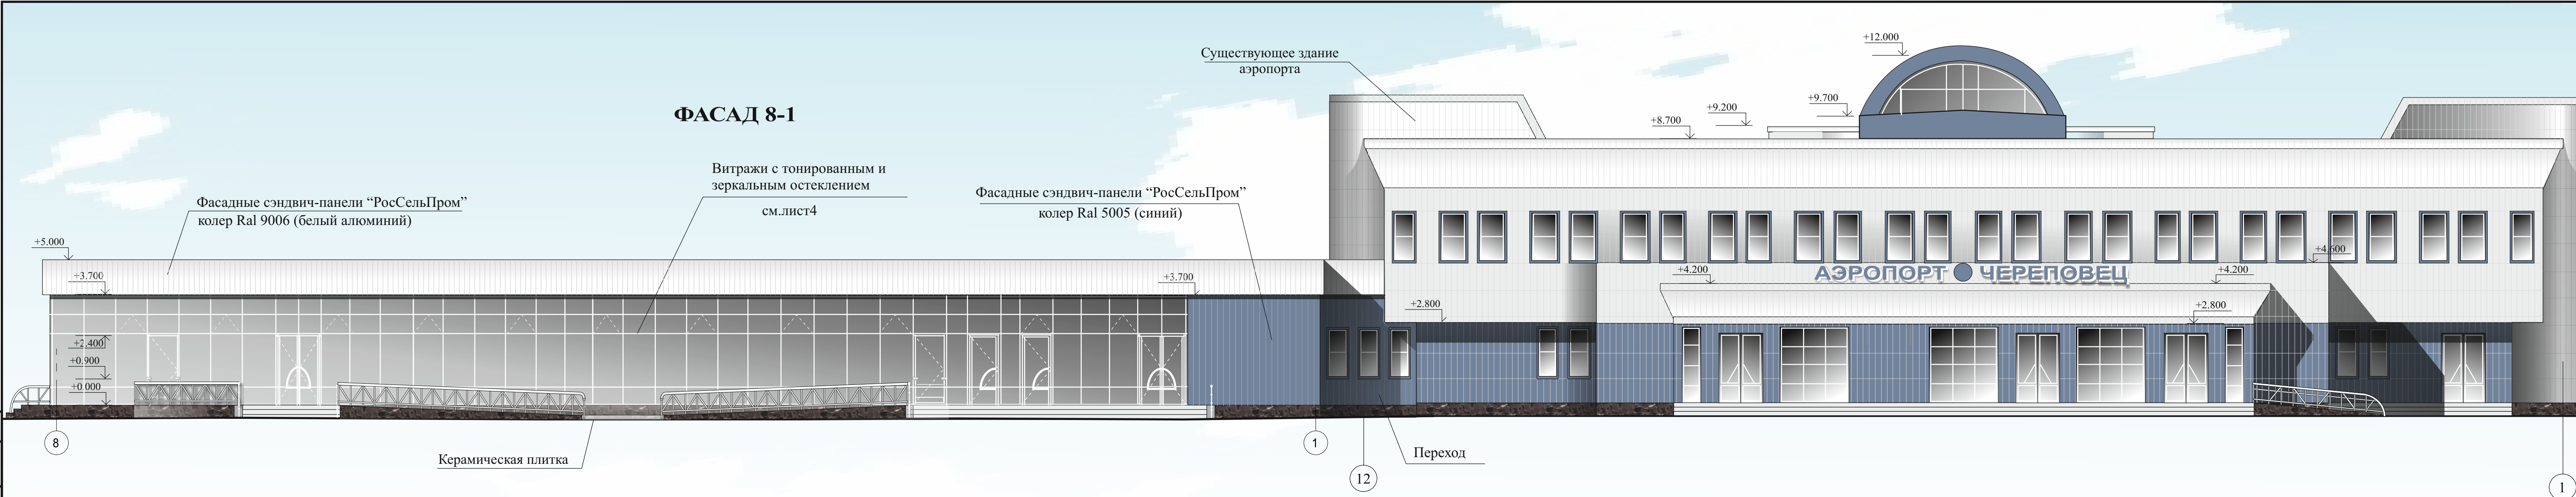 Существующее здание
аэропорта
+12.000
ФАСАД 8-1
+9.700
+9.200
+8.700
Витражи с тонированным и
зеркальным остеклением
см.лист4
Фасадные сэндвич-панели “РосСельПром”
колер Ral 5005 (синий)
Фасадные сэндвич-панели “РосСельПром”
колер Ral 9006 (белый алюминий)
+5.000
+3.700
+3.700
+4.600
+4.200
АЭРОПОРТ ЧЕРЕПОВЕЦ
+4.200
+2.800
+2.800
+2.400
+0.900
+0.000
8
1
Керамическая плитка
Переход
12
1